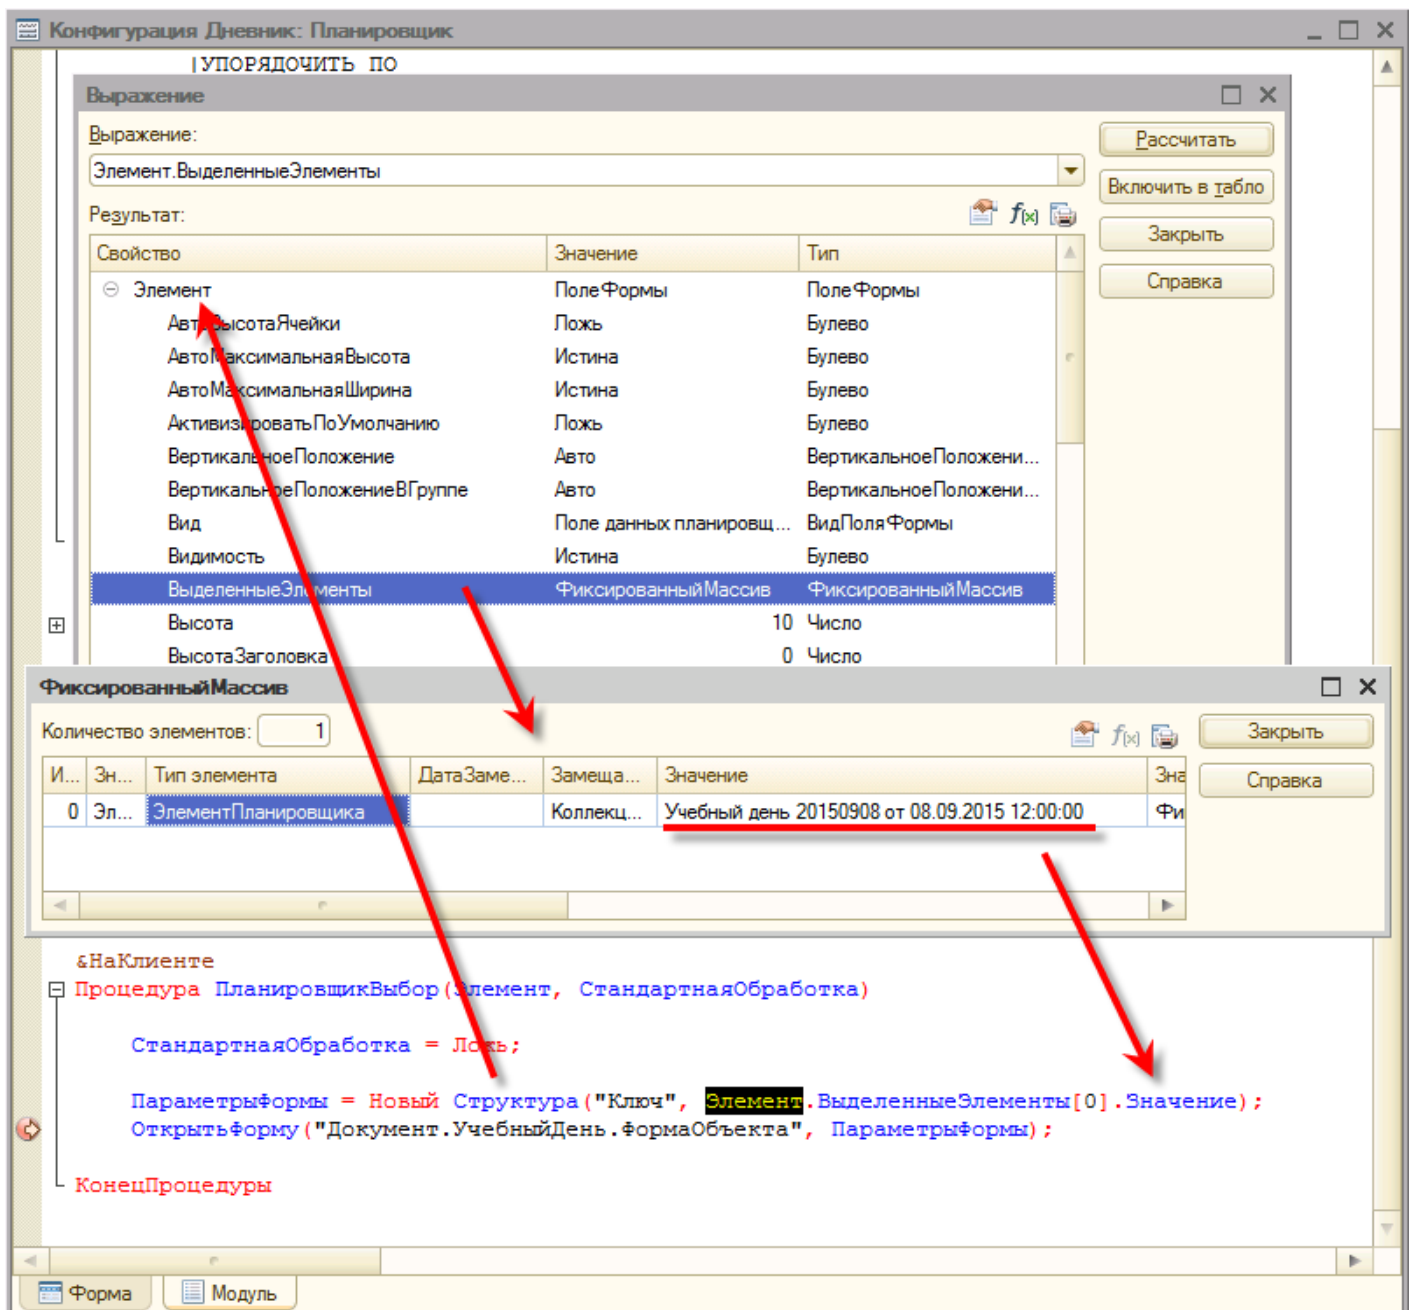 Конфигурация Дневник: Планировщик
|УПОРЯДОЧИТЬ ПО
Выражение
Выражение:
Элемент.ВыделенныеЭлементы
Рассчитать
Включить в табло
Закрыть
Справка
Результат:
f(x)
Свойство Значение Тип
Элемент ПолеФормы ПолеФормы
АвтоВысотаЯчейки Ложь Булево
АвтоМаксимальнаяВысота Истина Булево
АвтоМаксимальнаяШирина Истина Булево
АктивизироватьПоУмолчанию Ложь Булево
ВертикальноеПоложение Авто ВертикальноеПоложени...
ВертикальноеПоложениеВГруппе Авто ВертикальноеПоложени...
Вид Поле данных планировщ... ВидПоляФормы
Видимость Истина Булево
ВыделенныеЭлементы ФиксированныйМассив ФиксированныйМассив
Высота 10 Число
ВысотаЗаголовка 0 Число
ФиксированныйМассив
Количество элементов: 1
f(x)
Закрыть
Справка
И... Зн... Тип элемента ДатаЗаме... Замеща... Значение Зна
0 Эл... ЭлементПланировщика Коллекц... Учебный день 20150908 от 08.09.2015 12:00:00 Фи
&НаКлиенте
Процедура ПланировщикВыбор(Элемент, СтандартнаяОбработка)
СтандартнаяОбработка = Ложь;
ПараметрыФормы = Новый Структура("Ключ", Элемент.ВыделенныеЭлементы[0].Значение);
ОткрытьФорму("Документ.УчебныйДень.ФормаОбъекта", ПараметрыФормы);
КонецПроцедуры
Форма Модуль